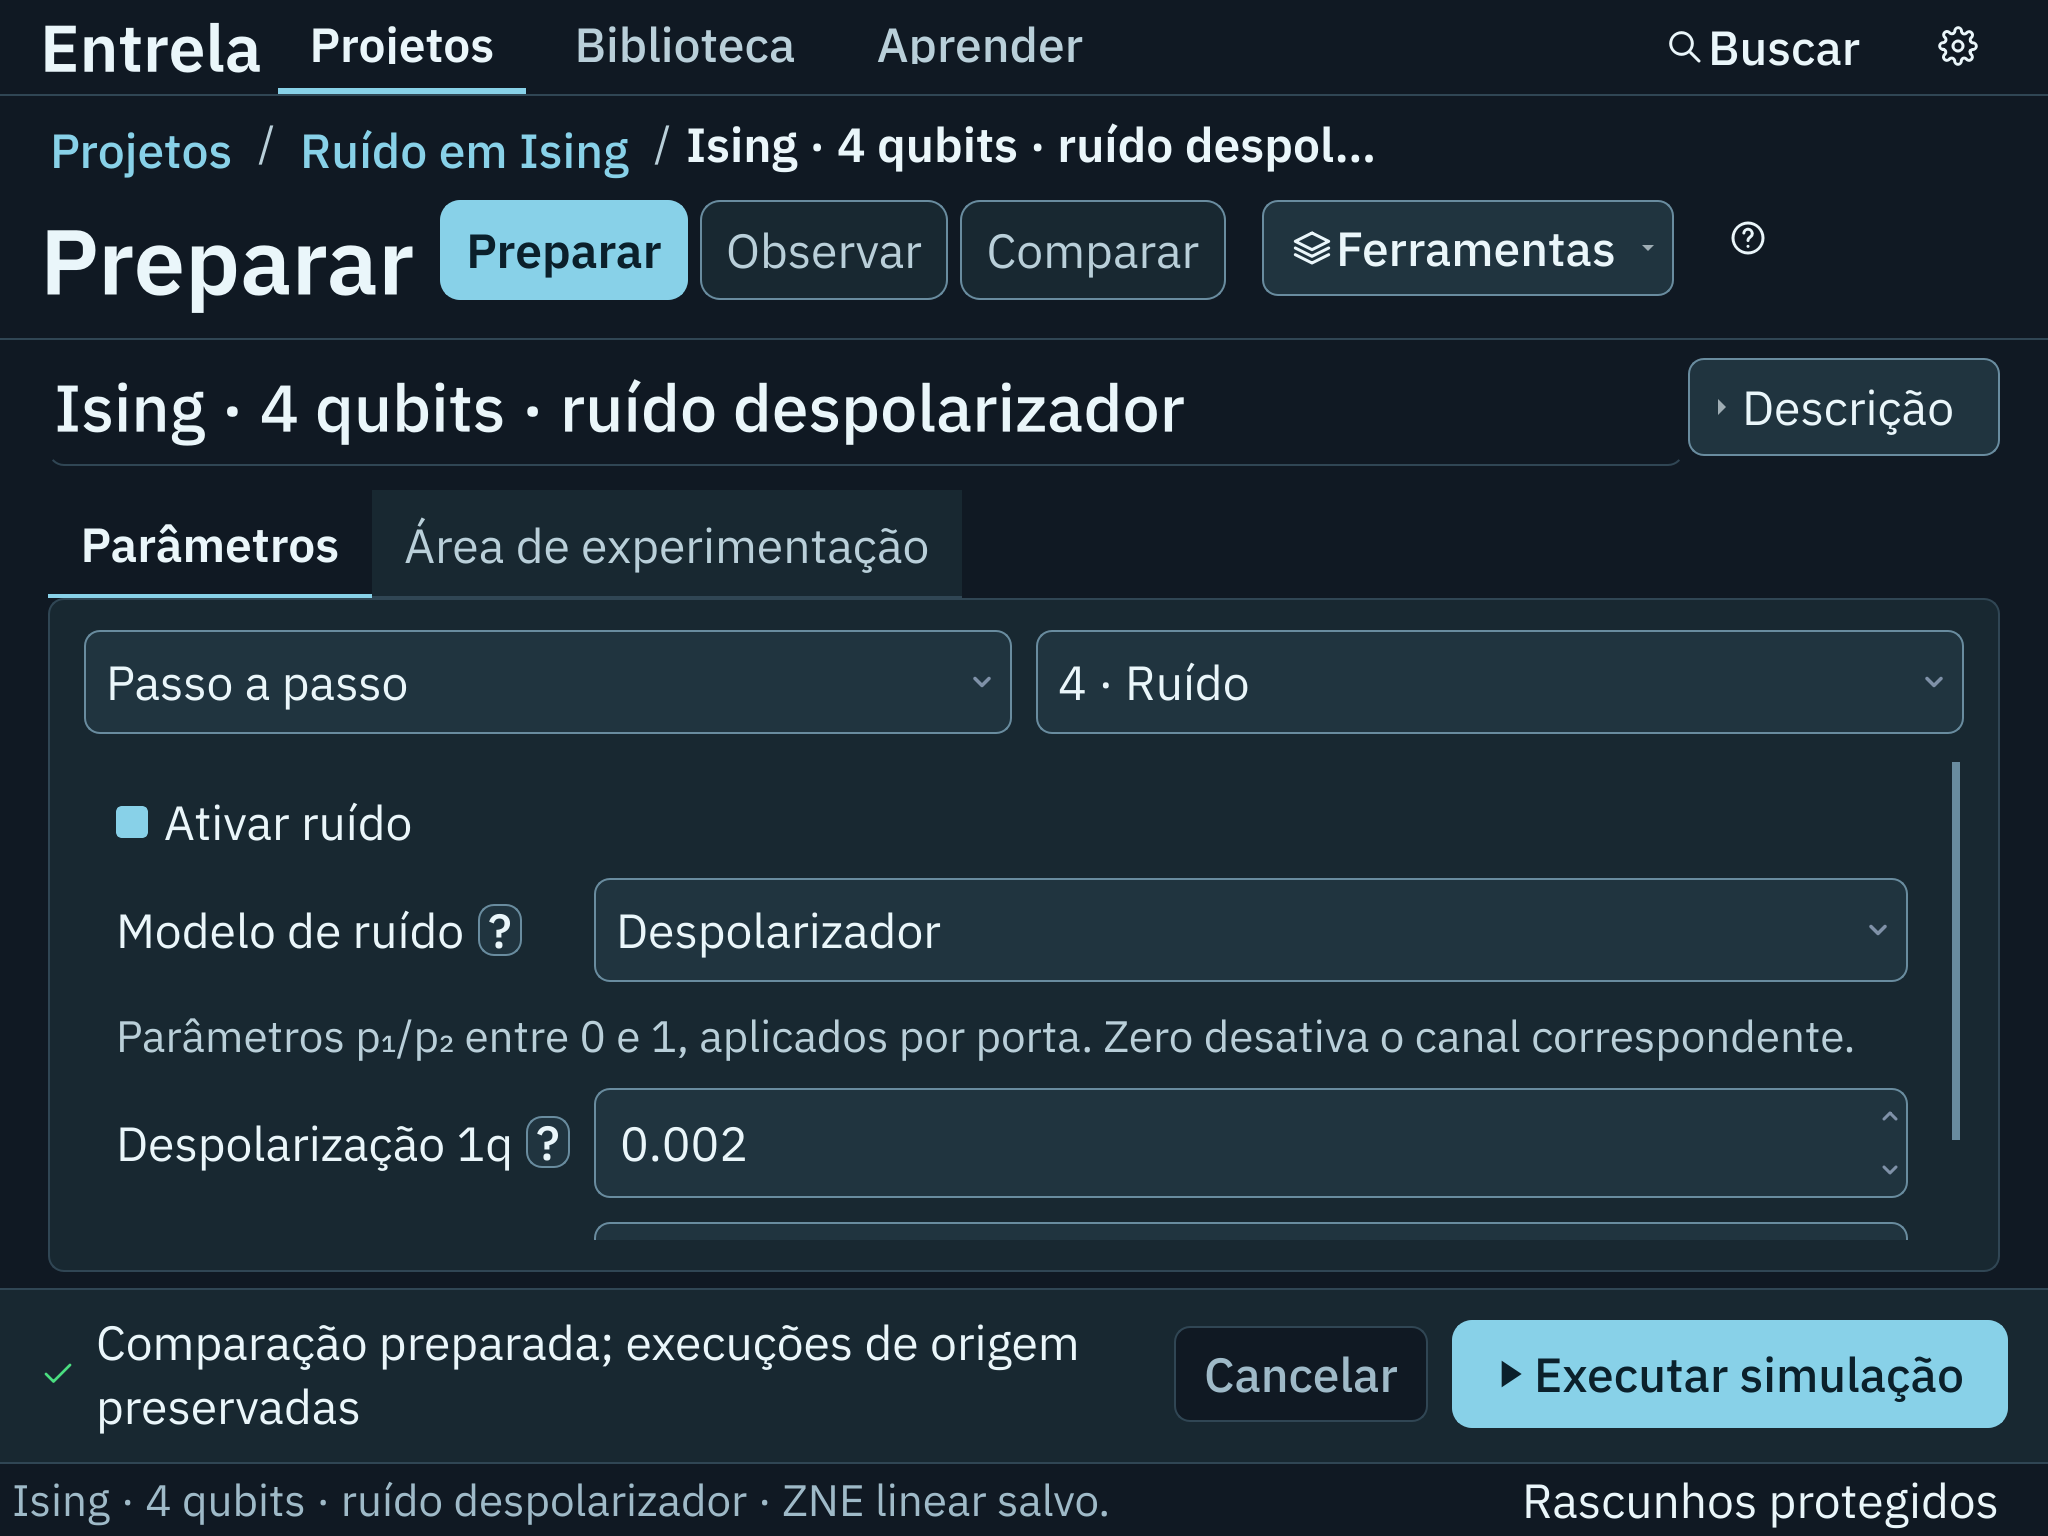 Entrela Projetos Biblioteca Aprender Buscar
Projetos / Ruído em Ising / Ising · 4 qubits · ruído despol...
Preparar Preparar Observar Comparar Ferramentas ?
Ising · 4 qubits · ruído despolarizador Descrição
Parâmetros Área de experimentação
Passo a passo 4 · Ruído
Ativar ruído
Modelo de ruído ? Despolarizador
Parâmetros p₁/p₂ entre 0 e 1, aplicados por porta. Zero desativa o canal correspondente.
Despolarização 1q ? 0.002
Comparação preparada; execuções de origem
preservadas
Cancelar Executar simulação
Ising · 4 qubits · ruído despolarizador · ZNE linear salvo. Rascunhos protegidos